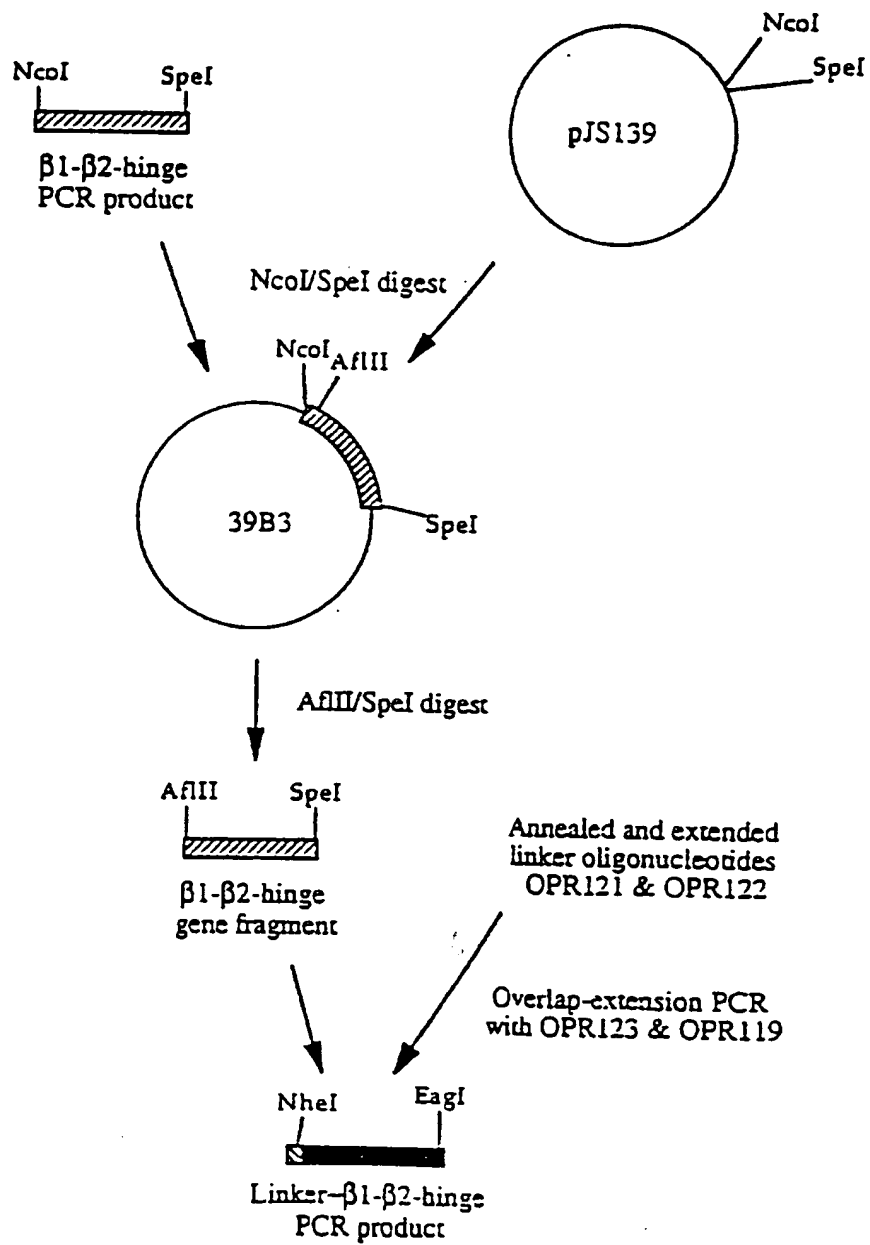 NcoI
SpeI
β1-β2-hinge
PCR product
NcoI
SpeI
pJS139
NcoI/SpeI digest
NcoI
AflII
39B3
SpeI
AflII/SpeI digest
AflII
SpeI
β1-β2-hinge
gene fragment
Annealed and extended
linker oligonucleotides
OPR121 & OPR122
Overlap-extension PCR
with OPR123 & OPR119
NheI
EagI
Linker-β1-β2-hinge
PCR product